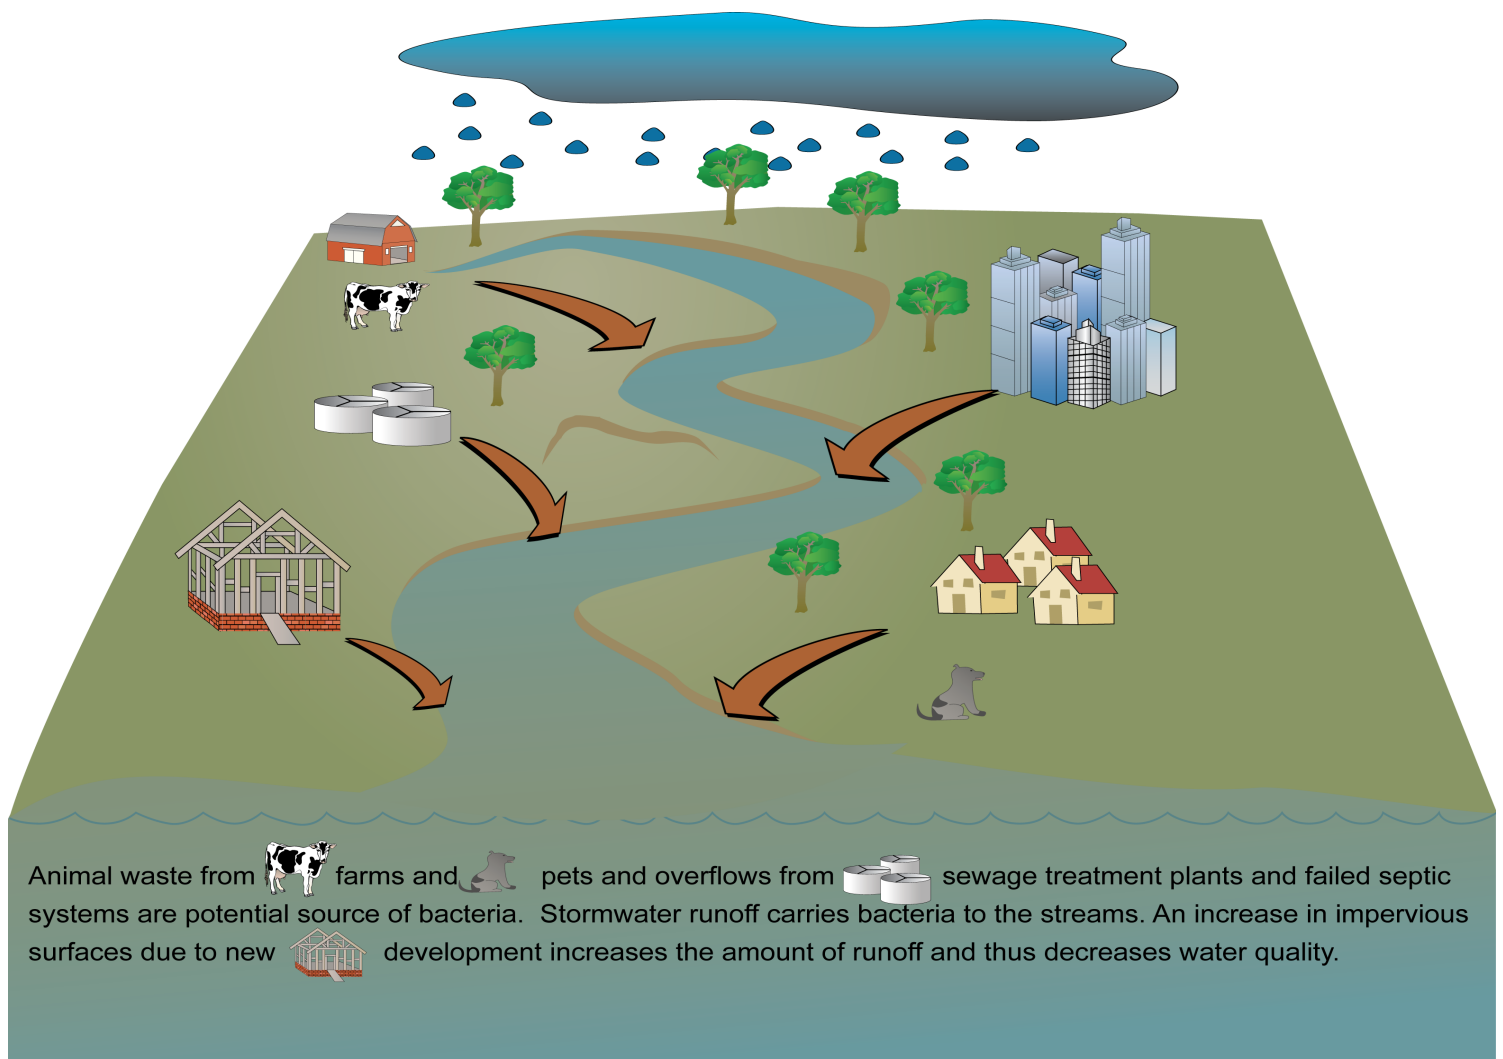 Animal waste from farms and pets and overflows from sewage treatment plants and failed septic
systems are potential source of bacteria. Stormwater runoff carries bacteria to the streams. An increase in impervious
surfaces due to new development increases the amount of runoff and thus decreases water quality.